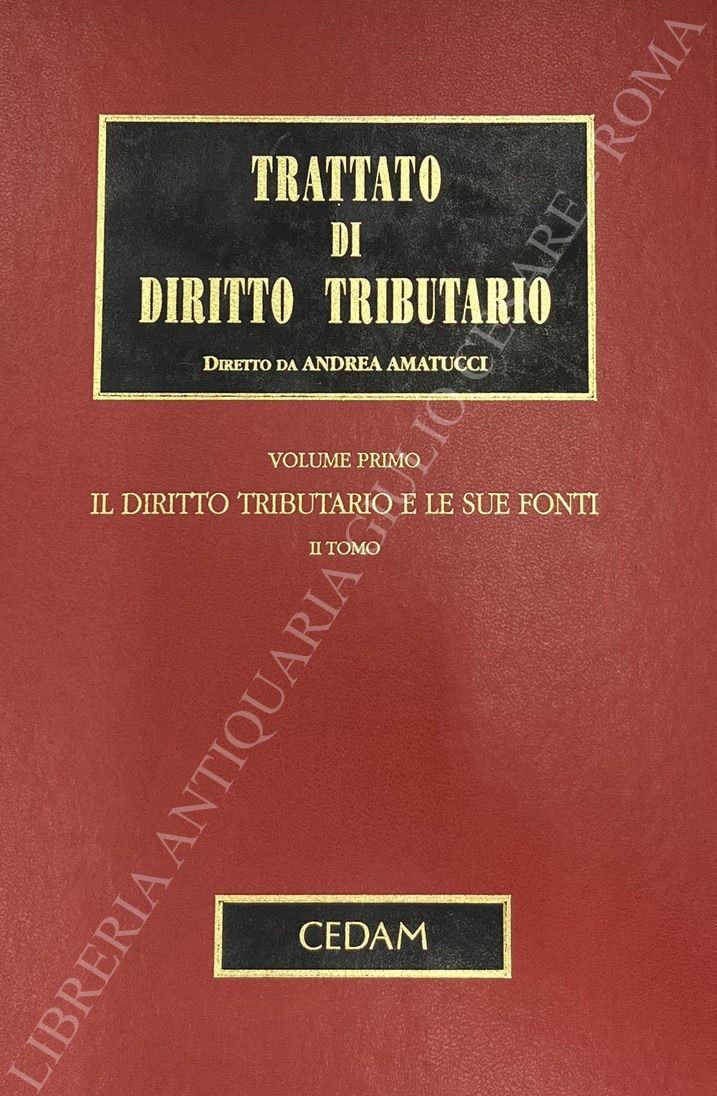 TRATTATO
DI
DIRITTO TRIBUTARIO
DIRETTO DA ANDREA AMATUCCI
VOLUME PRIMO
IL DIRITTO TRIBUTARIO E LE SUE FONTI
II TOMO
CEDAM
LIBRERIA ANTIQUARIA GIULIO CESARE - ROMA